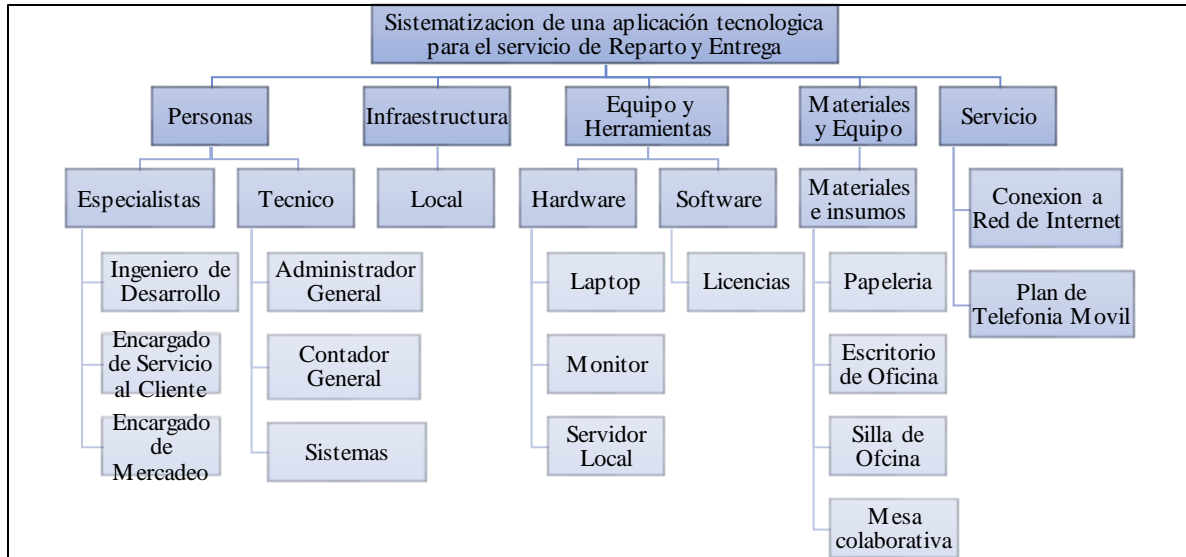 Sistematizacion de una aplicación tecnologica
para el servicio de Reparto y Entrega
Personas
Infraestructura
Equipo y
Herramientas
Materiales
y Equipo
Servicio
Especialistas
Tecnico
Local
Hardware
Software
Materiales
e insumos
Conexion a
Red de Internet
Ingeniero de
Desarrollo
Administrador
General
Laptop
Licencias
Papeleria
Plan de
Telefonia Movil
Encargado
de Servicio
al Cliente
Contador
General
Monitor
Escritorio
de Oficina
Encargado
de
Mercadeo
Sistemas
Servidor
Local
Silla de
Ofcina
Mesa
colaborativa